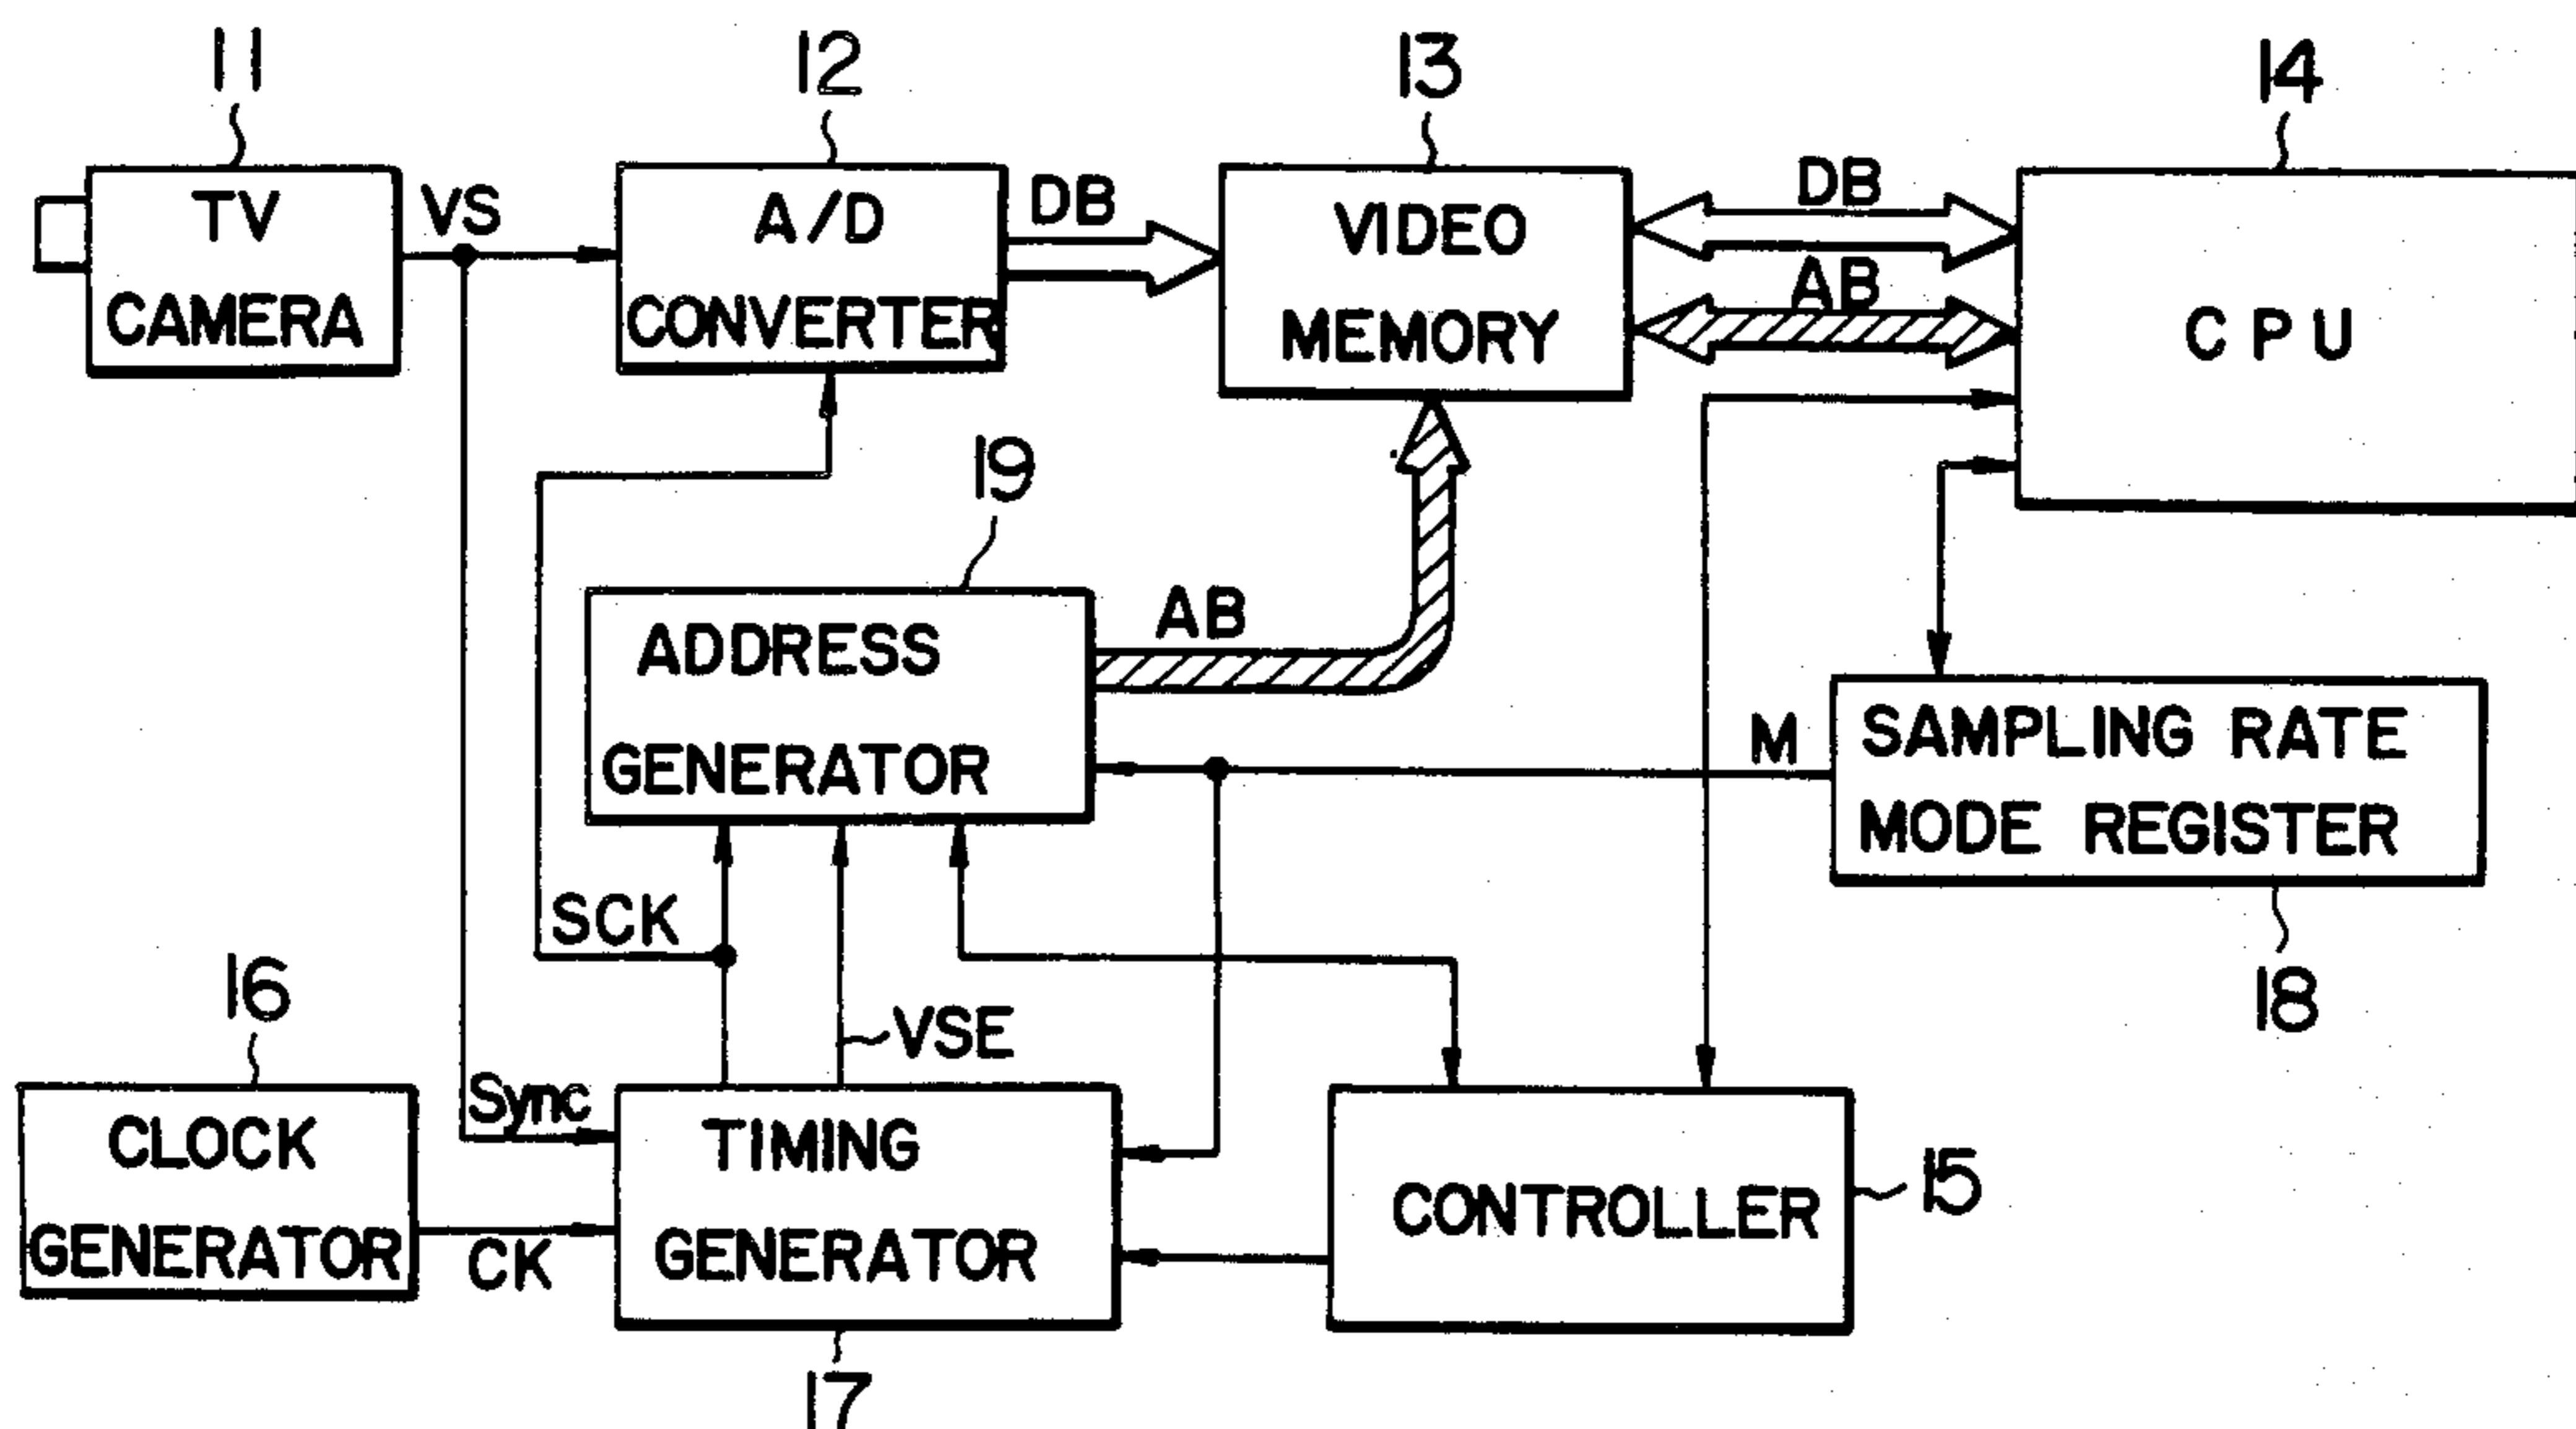 11
12
13
14
TV
CAMERA
VS
A/D
CONVERTER
DB
VIDEO
MEMORY
DB
AB
CPU
19
ADDRESS
GENERATOR
AB
M
SAMPLING RATE
MODE REGISTER
18
SCK
VSE
16
CLOCK
GENERATOR
Sync
CK
TIMING
GENERATOR
17
CONTROLLER
15